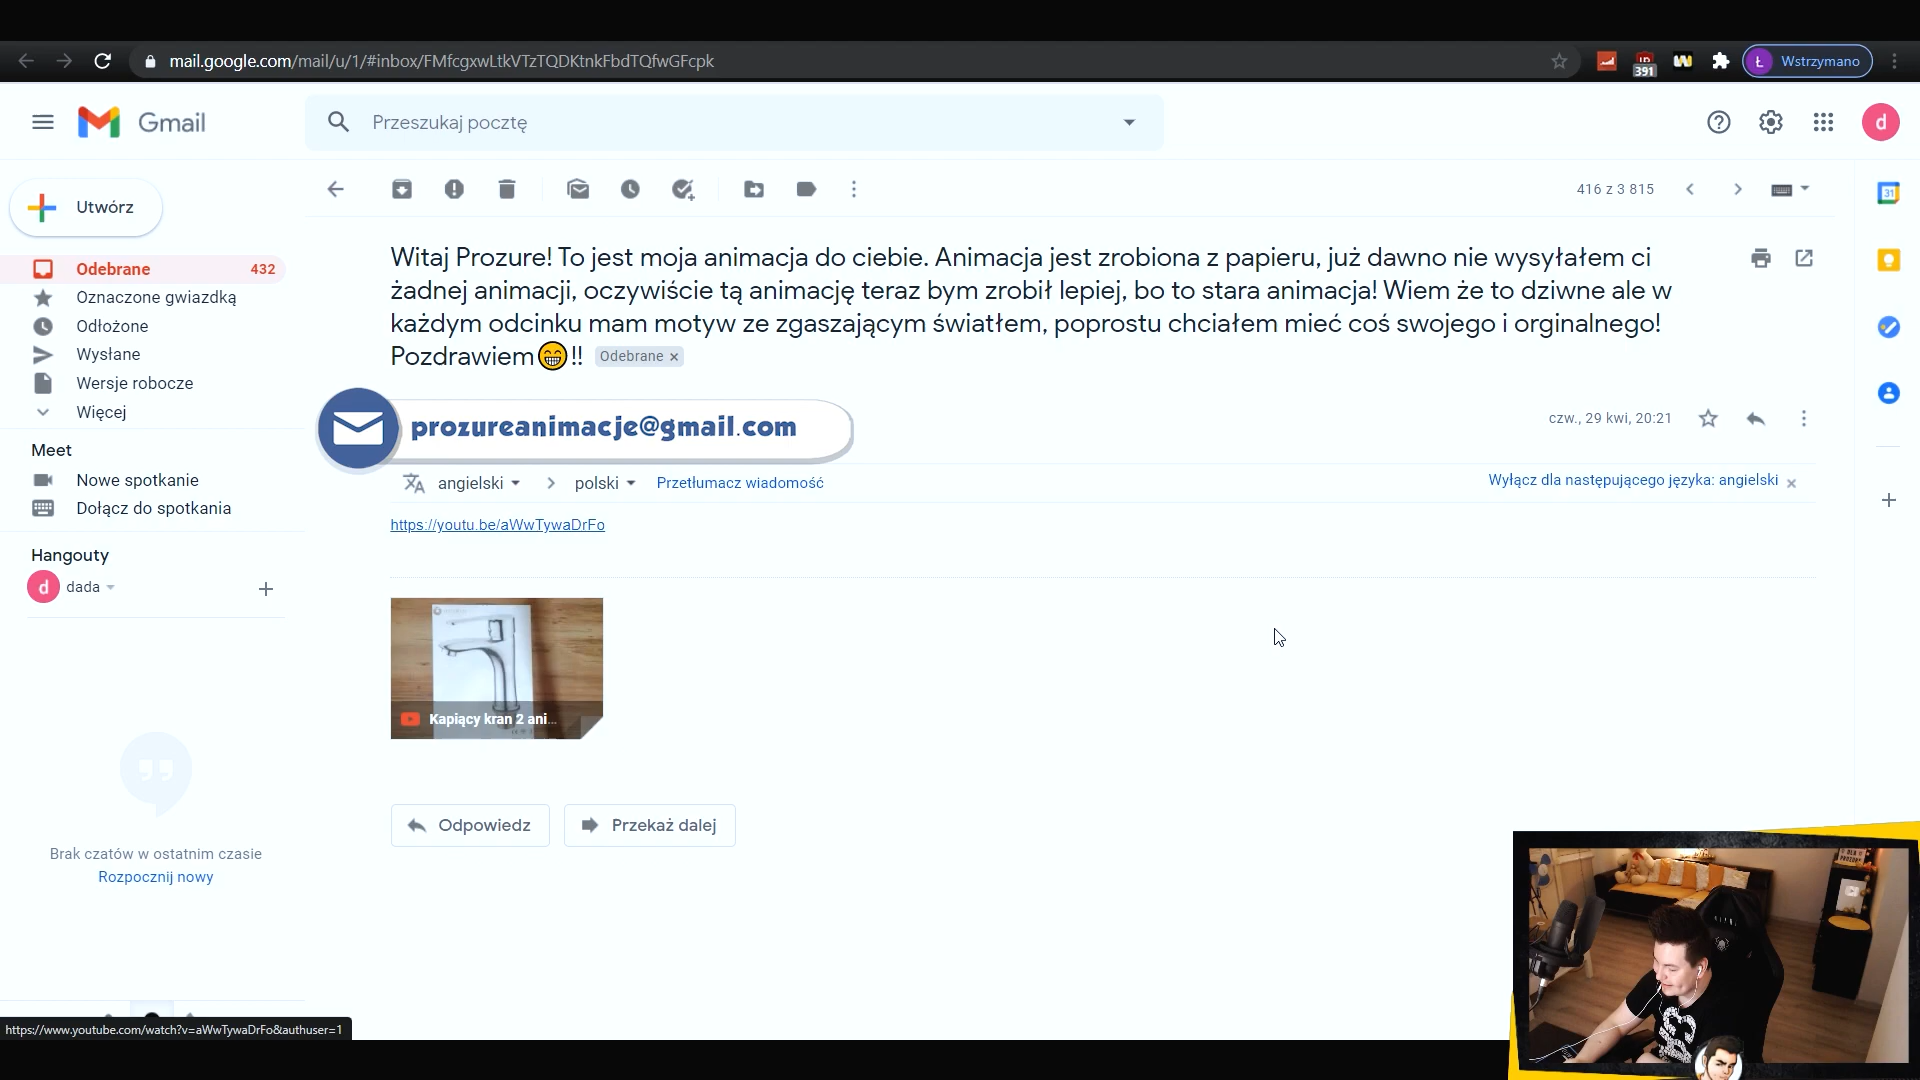 mail.google.com/mail/u/1/#inbox/FMfcgxwLtkVTzTQDKtnkFbdTQfwGFcpk
391
Ł Wstrzymano
Gmail
Przeszukaj pocztę
d
Utwórz
416 z 3 815
31
Odebrane 432
Oznaczone gwiazdką
Odłożone
Wysłane
Wersje robocze
Więcej
Meet
Nowe spotkanie
Dołącz do spotkania
Hangouty
d dada
Brak czatów w ostatnim czasie
Rozpocznij nowy
Witaj Prozure! To jest moja animacja do ciebie. Animacja jest zrobiona z papieru, już dawno nie wysyłałem ci
żadnej animacji, oczywiście tą animację teraz bym zrobił lepiej, bo to stara animacja! Wiem że to dziwne ale w
każdym odcinku mam motyw ze zgaszającym światłem, poprostu chciałem mieć coś swojego i orginalnego!
Pozdrawiem😁!! Odebrane ×
prozureanimacje@gmail.com
czw., 29 kwi, 20:21
angielski > polski Przetłumacz wiadomość
Wyłącz dla następującego języka: angielski ×
https://youtu.be/aWwTywaDrFo
Kapiący kran 2 ani...
Odpowiedz
Przekaż dalej
https://www.youtube.com/watch?v=aWwTywaDrFo&authuser=1